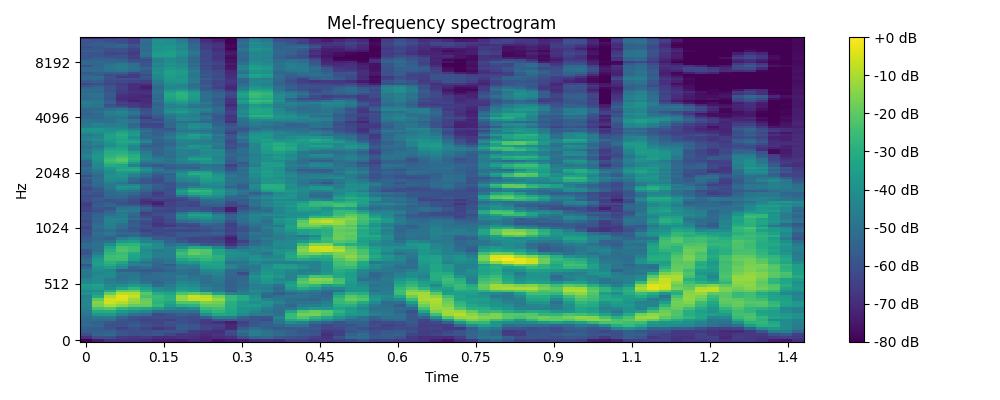 Mel-frequency spectrogram
8192
4096
2048
1024
512
0
Hz
0
0.15
0.3
0.45
0.6
0.75
0.9
1.1
1.2
1.4
Time
+0 dB
-10 dB
-20 dB
-30 dB
-40 dB
-50 dB
-60 dB
-70 dB
-80 dB